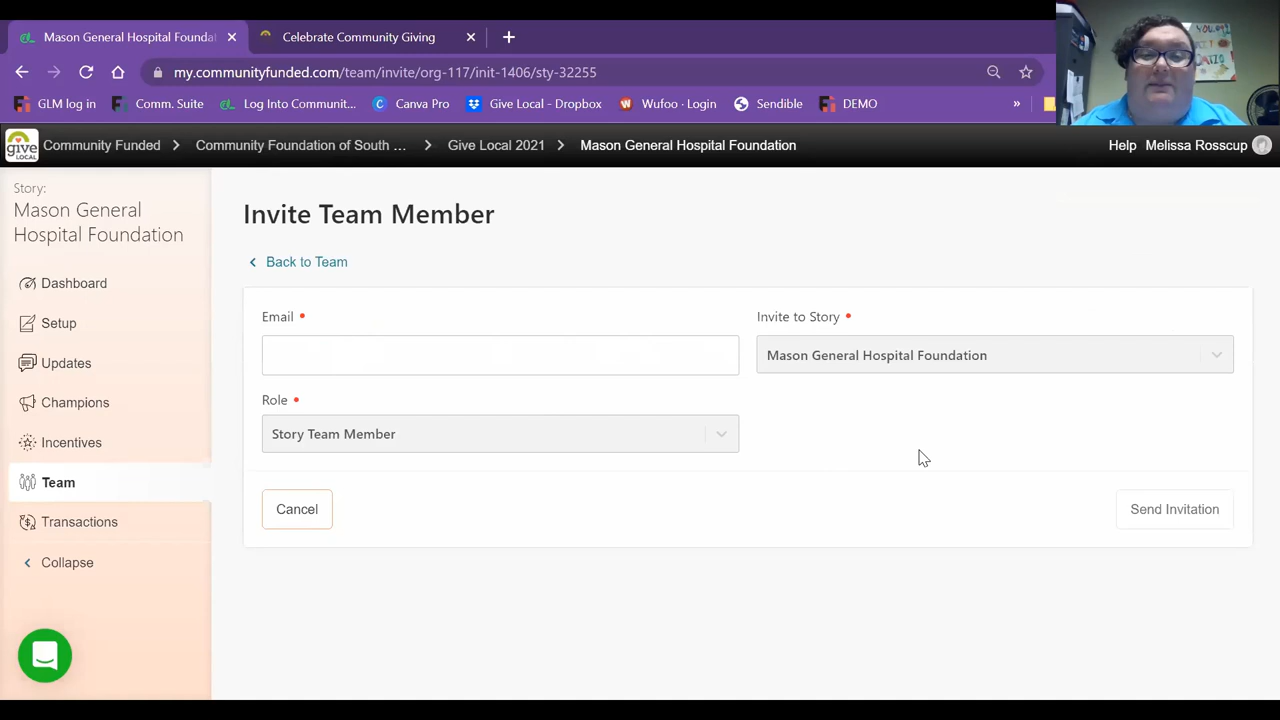 Mason General Hospital Founda
Celebrate Community Giving
my.communityfunded.com/team/invite/org-117/init-1406/sty-32255
GLM log in
Comm. Suite
Log Into Communit...
Canva Pro
Give Local - Dropbox
Wufoo · Login
Sendible
DEMO
»
give LOCAL
Community Funded
Community Foundation of South ...
Give Local 2021
Mason General Hospital Foundation
Help
Melissa Rosscup
Story:
Mason General
Hospital Foundation
Dashboard
Setup
Updates
Champions
Incentives
Team
Transactions
Collapse
Invite Team Member
Back to Team
Email
Invite to Story
Mason General Hospital Foundation
Role
Story Team Member
Cancel
Send Invitation